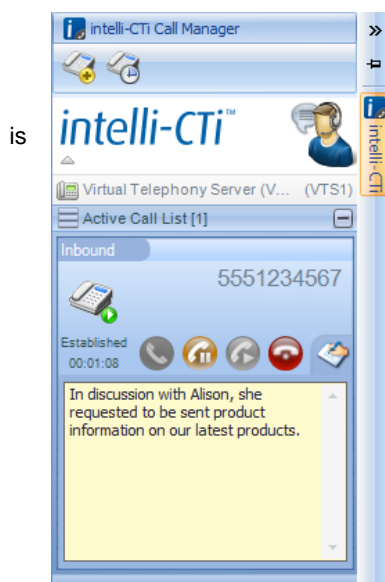 intelli-CTi Call Manager
is
intelli-CTi™
Virtual Telephony Server (V... (VTS1)
Active Call List [1]
Inbound
5551234567
Established
00:01:08
In discussion with Alison, she
requested to be sent product
information on our latest products.
intelli-CTi